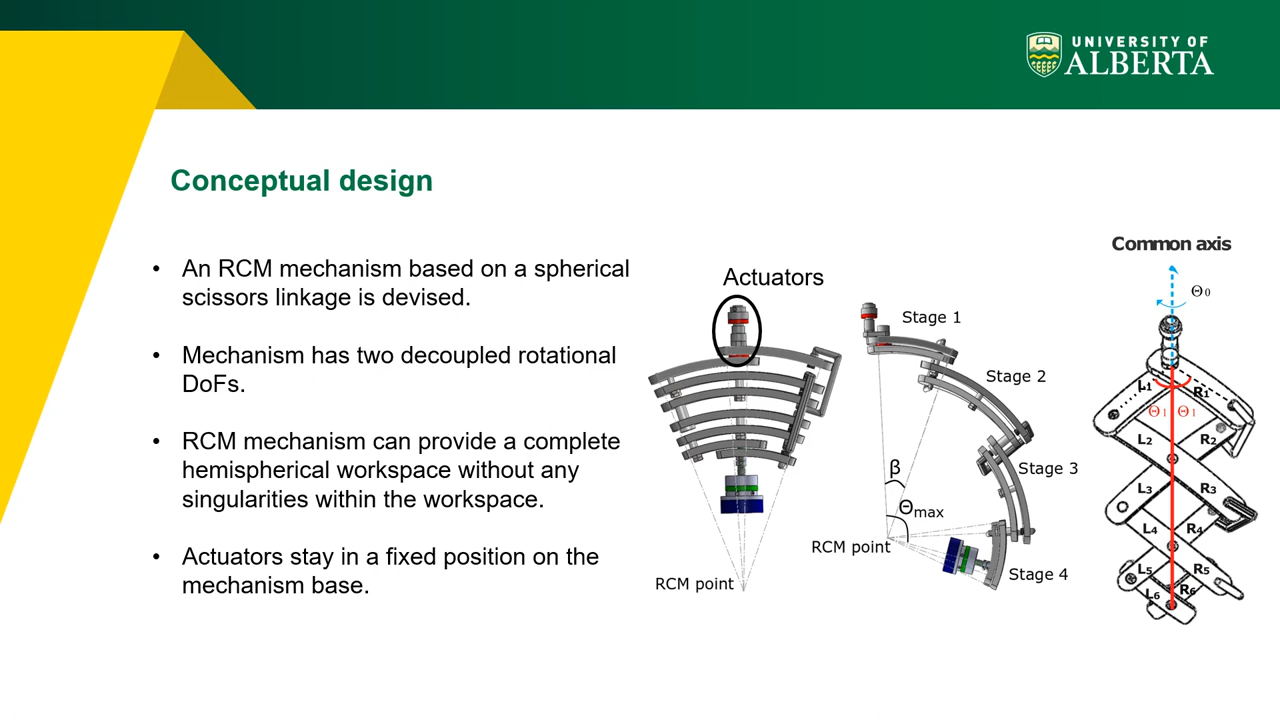 UNIVERSITY OF
ALBERTA
Conceptual design
• An RCM mechanism based on a spherical
scissors linkage is devised.
• Mechanism has two decoupled rotational
DoFs.
• RCM mechanism can provide a complete
hemispherical workspace without any
singularities within the workspace.
• Actuators stay in a fixed position on the
mechanism base.
Actuators
RCM point
Stage 1
Stage 2
Stage 3
Stage 4
β
Θmax
RCM point
Common axis
Θ0
L1 R1
Θ1 Θ1
L2 R2
L3 R3
L4 R4
L5 R5
L6 R6